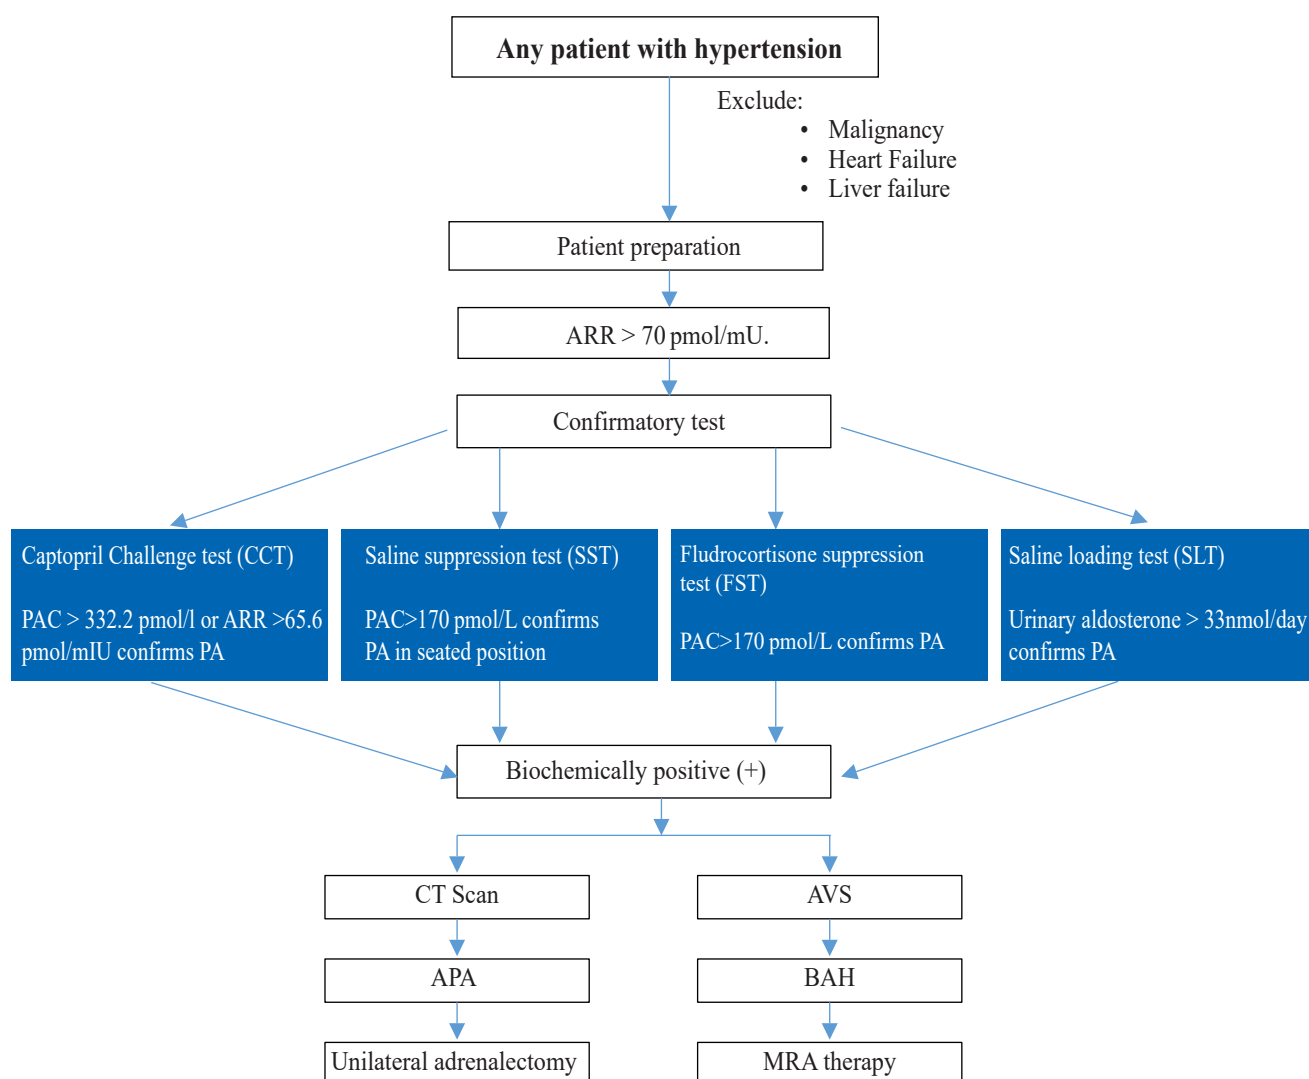 Any patient with hypertension
Exclude:
• Malignancy
• Heart Failure
• Liver failure
Patient preparation
ARR > 70 pmol/mU.
Confirmatory test
Captopril Challenge test (CCT)
PAC > 332.2 pmol/l or ARR >65.6
pmol/mIU confirms PA
Saline suppression test (SST)
PAC>170 pmol/L confirms
PA in seated position
Fludrocortisone suppression
test (FST)
PAC>170 pmol/L confirms PA
Saline loading test (SLT)
Urinary aldosterone > 33nmol/day
confirms PA
Biochemically positive (+)
CT Scan
AVS
APA
BAH
Unilateral adrenalectomy
MRA therapy